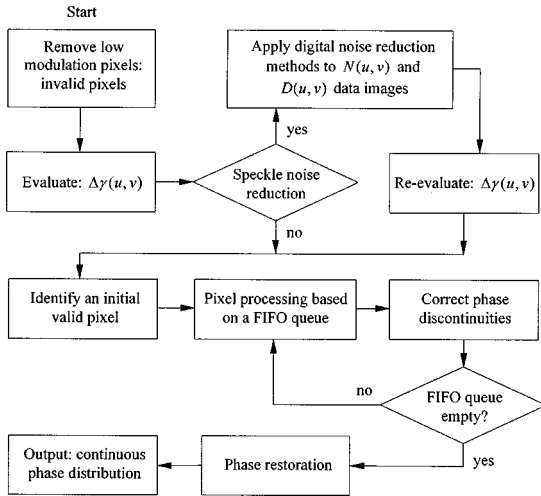 Start
Remove low
modulation pixels:
invalid pixels
Apply digital noise reduction
methods to N(u, v) and
D(u, v) data images
yes
Evaluate: Δγ(u, v)
Speckle noise
reduction
Re-evaluate: Δγ(u, v)
no
Identify an initial
valid pixel
Pixel processing based
on a FIFO queue
Correct phase
discontinuities
no
FIFO queue
empty?
yes
Output: continuous
phase distribution
Phase restoration